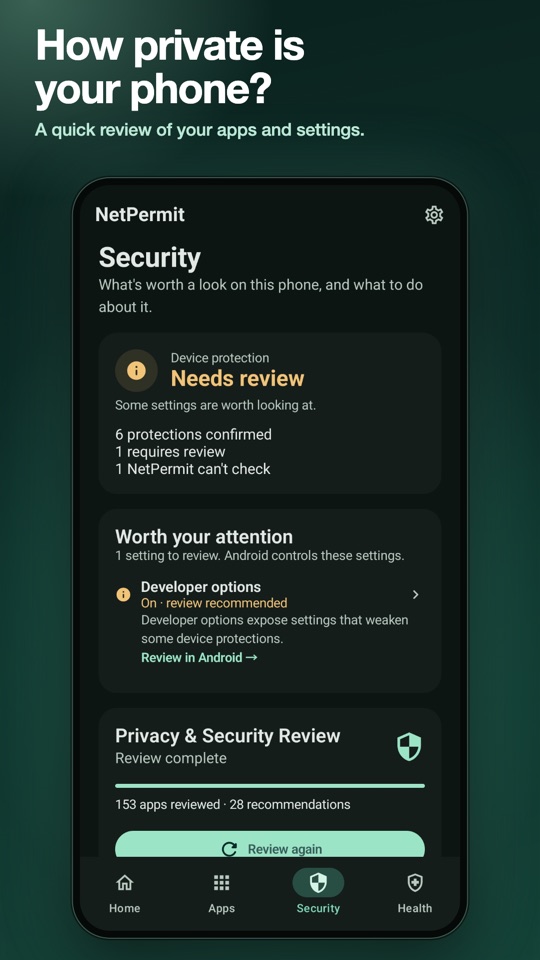 How private is
your phone?
A quick review of your apps and settings.
NetPermit
Security
What's worth a look on this phone, and what to do
about it.
Device protection
Needs review
Some settings are worth looking at.
6 protections confirmed
1 requires review
1 NetPermit can't check
Worth your attention
1 setting to review. Android controls these settings.
Developer options
On · review recommended
Developer options expose settings that weaken
some device protections.
Review in Android →
Privacy & Security Review
Review complete
153 apps reviewed · 28 recommendations
Review again
Home
Apps
Security
Health